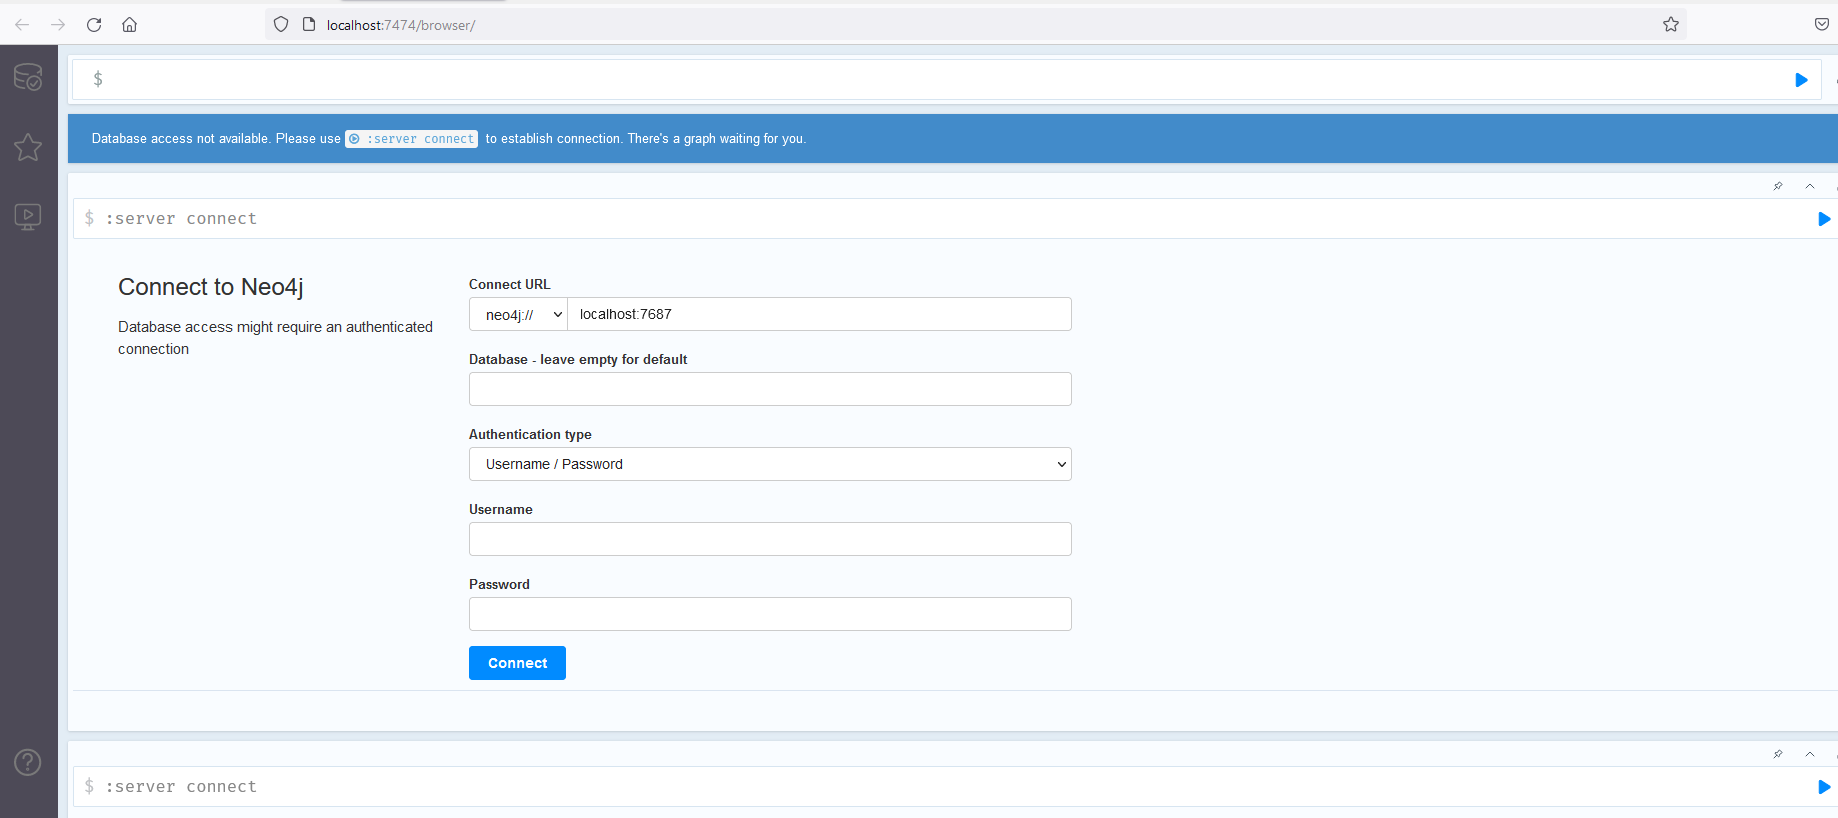 localhost:7474/browser/
$
Database access not available. Please use :server connect to establish connection. There's a graph waiting for you.
$ :server connect
Connect to Neo4j
Database access might require an authenticated
connection
Connect URL
neo4j:// localhost:7687
Database - leave empty for default
Authentication type
Username / Password
Username
Password
Connect
$ :server connect